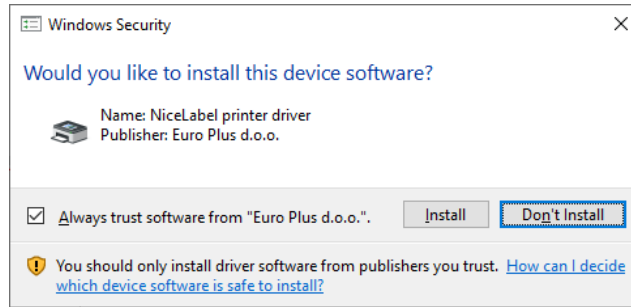 Windows Security
Would you like to install this device software?
Name: NiceLabel printer driver
Publisher: Euro Plus d.o.o.
Always trust software from "Euro Plus d.o.o.".
Install
Don't Install
You should only install driver software from publishers you trust. How can I decide
which device software is safe to install?